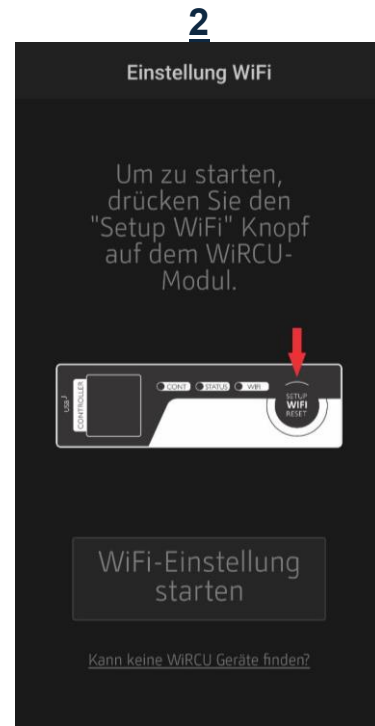 2
Einstellung WiFi
Um zu starten,
drücken Sie den
"Setup WiFi" Knopf
auf dem WiRCU-
Modul.
USB
CONTROLLER
CONT
STATUS
WIFI
SETUP
WIFI
RESET
WiFi-Einstellung
starten
Kann keine WiRCU Geräte finden?